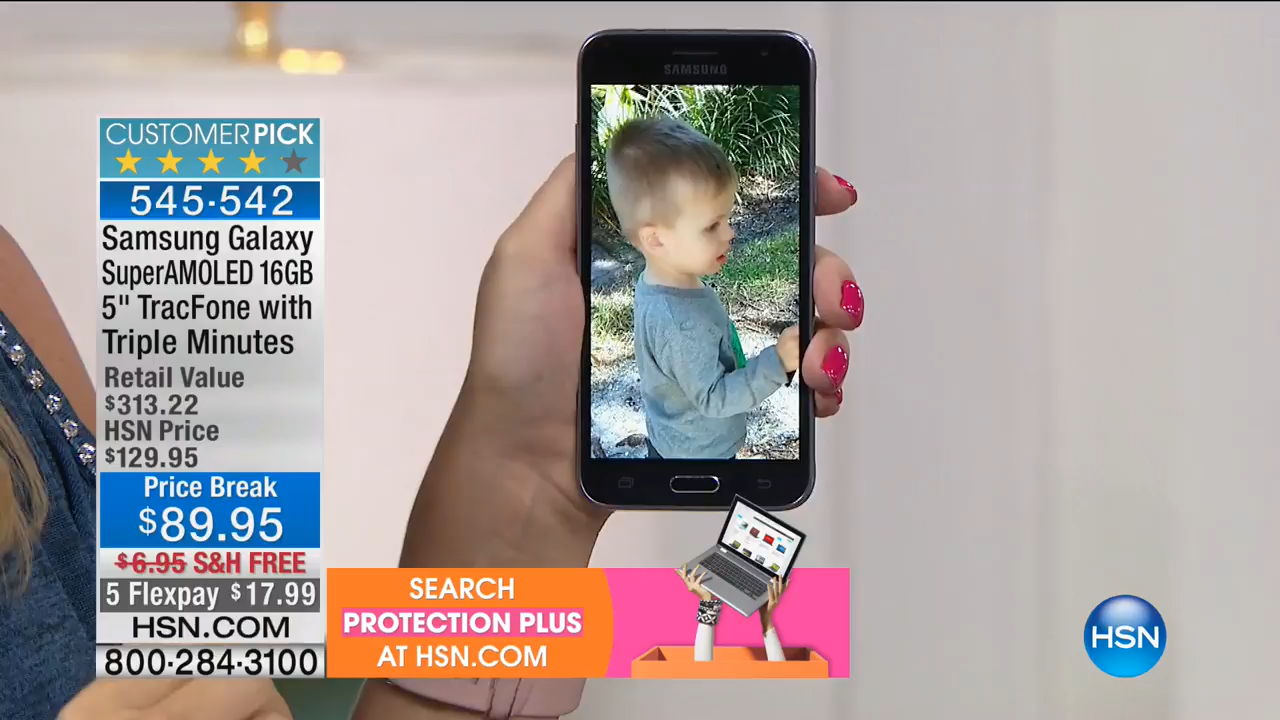 CUSTOMER PICK
545-542
Samsung Galaxy
SuperAMOLED 16GB
5" TracFone with
Triple Minutes
Retail Value
$313.22
HSN Price
$129.95
Price Break
$89.95
$6.95 S&H FREE
5 Flexpay $17.99
HSN.COM
800-284-3100
SAMSUNG
SEARCH
PROTECTION PLUS
AT HSN.COM
HSN